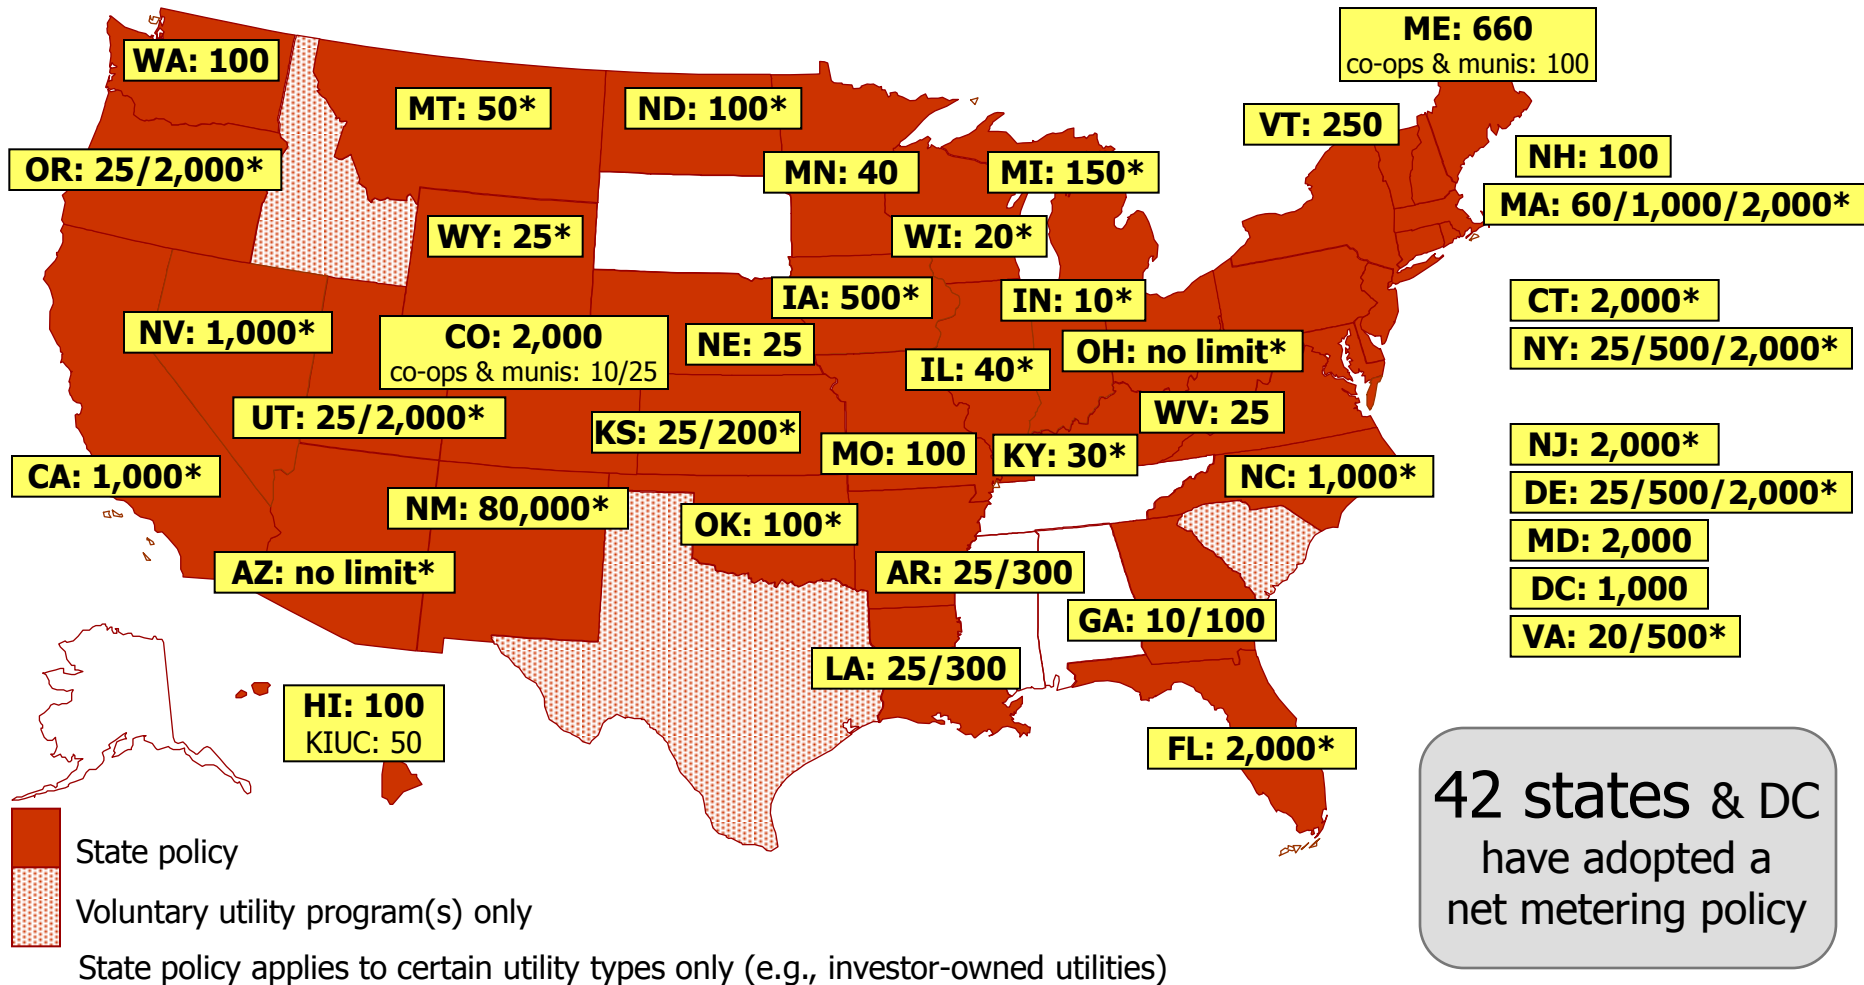 WA: 100
ME: 660
co-ops & munis: 100
MT: 50*
ND: 100*
VT: 250
OR: 25/2,000*
MN: 40
MI: 150*
NH: 100
MA: 60/1,000/2,000*
WY: 25*
WI: 20*
IA: 500*
IN: 10*
CT: 2,000*
NV: 1,000*
CO: 2,000
co-ops & munis: 10/25
NE: 25
OH: no limit*
NY: 25/500/2,000*
IL: 40*
UT: 25/2,000*
KS: 25/200*
WV: 25
MO: 100
KY: 30*
NJ: 2,000*
CA: 1,000*
NC: 1,000*
DE: 25/500/2,000*
NM: 80,000*
OK: 100*
MD: 2,000
AZ: no limit*
AR: 25/300
DC: 1,000
GA: 10/100
VA: 20/500*
LA: 25/300
HI: 100
KIUC: 50
FL: 2,000*
42 states & DC
have adopted a
net metering policy
State policy
Voluntary utility program(s) only
State policy applies to certain utility types only (e.g., investor-owned utilities)